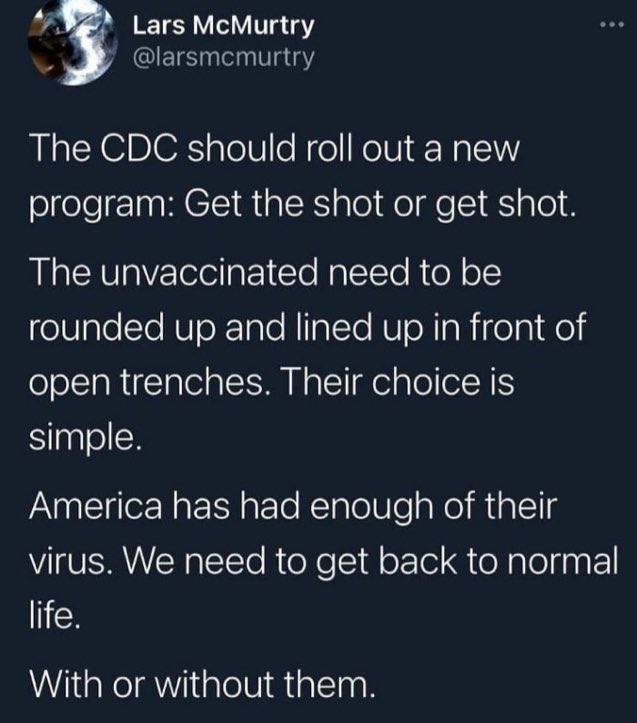 Lars McMurtry
@larsmcmurtry
The CDC should roll out a new
program: Get the shot or get shot.
The unvaccinated need to be
rounded up and lined up in front of
open trenches. Their choice is
simple.
America has had enough of their
virus. We need to get back to normal
life.
With or without them.